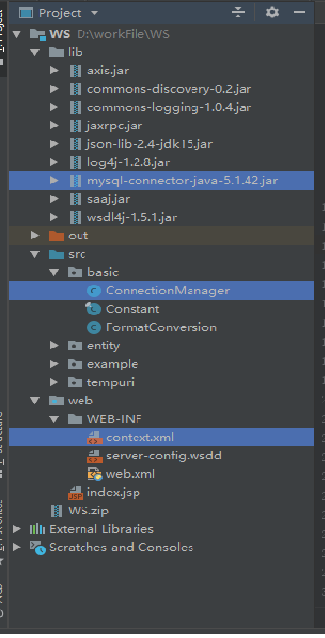 Project
WS D:\workFile\WS
lib
axis.jar
commons-discovery-0.2.jar
commons-logging-1.0.4.jar
jaxrpc.jar
json-lib-2.4-jdk15.jar
log4j-1.2.8.jar
mysql-connector-java-5.1.42.jar
saaj.jar
wsdl4j-1.5.1.jar
out
src
basic
ConnectionManager
Constant
FormatConversion
entity
example
tempuri
web
WEB-INF
context.xml
server-config.wsdd
web.xml
index.jsp
WS.zip
External Libraries
Scratches and Consoles